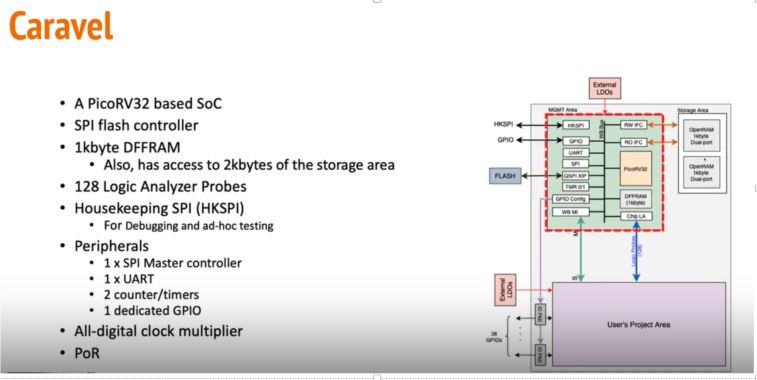 Caravel
• A PicoRV32 based SoC
• SPI flash controller
• 1kbyte DFFRAM
• Also, has access to 2kbytes of the storage area
• 128 Logic Analyzer Probes
• Housekeeping SPI (HKSPI)
• For Debugging and ad-hoc testing
• Peripherals
• 1 x SPI Master controller
• 1 x UART
• 2 counter/timers
• 1 dedicated GPIO
• All-digital clock multiplier
• PoR
External
LDOs
MGMT Area
Storage Area
HKSPI
HKSPI
WB Bus
RW IFC
OpenRAM
1kbyte
Dual-port
GPIO
GPIO
RO IFC
UART
SPI
PicoRV32
OpenRAM
1kbyte
Dual-port
FLASH
QSPI XIP
TMR 0/1
GPIO Config
DFFRAM
(1kbyte)
WB MI
Chip LA
M
Logic Probes
(128)
S
External
LDOs
IO PAD
User's Project Area
38
GPIOs
IO PAD